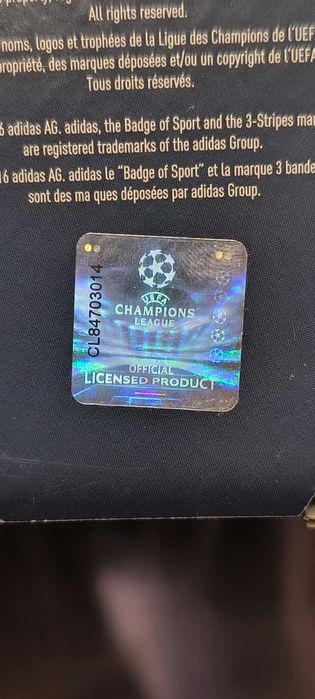 All rights reserved.
noms, logos et trophées de la Ligue des Champions de l'UEF
propriété, des marques déposées et/ou un copyright de l'UEFA
Tous droits réservés.
6 adidas AG. adidas, the Badge of Sport and the 3-Stripes ma
are registered trademarks of the adidas Group.
16 adidas AG. adidas le "Badge of Sport" et la marque 3 bande
sont des ma ques déposées par adidas Group.
CL84703014
UEFA
CHAMPIONS
LEAGUE
OFFICIAL
LICENSED PRODUCT